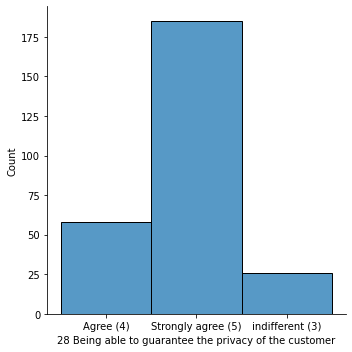 175
150
125
100
75
50
25
0
Count
Agree (4) Strongly agree (5) indifferent (3)
28 Being able to guarantee the privacy of the customer